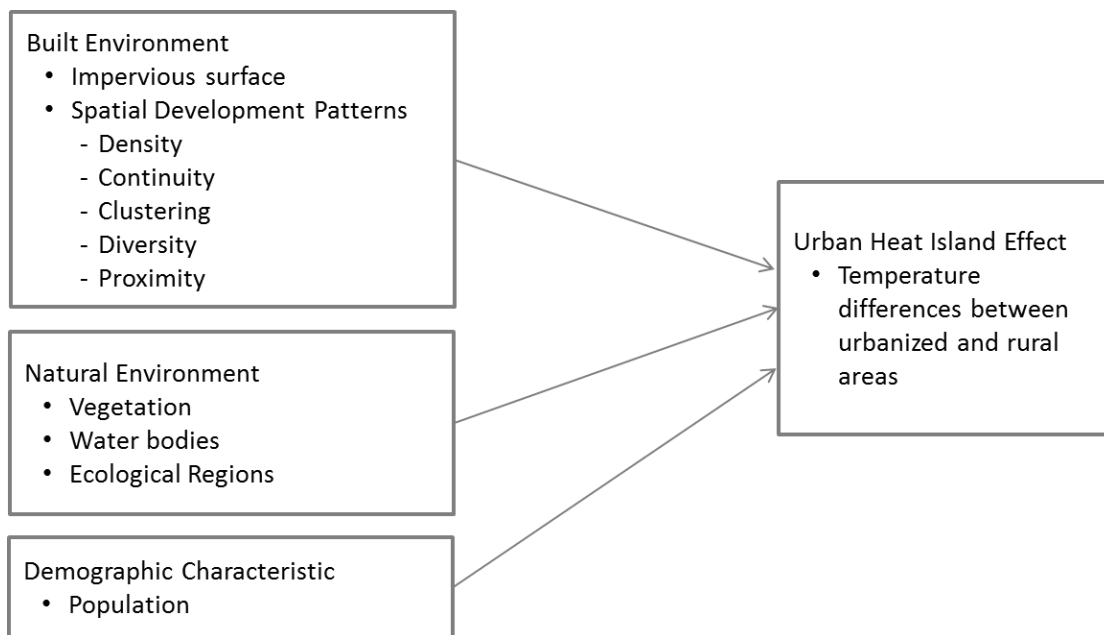 Built Environment
• Impervious surface
• Spatial Development Patterns
- Density
- Continuity
- Clustering
- Diversity
- Proximity
Natural Environment
• Vegetation
• Water bodies
• Ecological Regions
Demographic Characteristic
• Population
Urban Heat Island Effect
• Temperature
differences between
urbanized and rural
areas